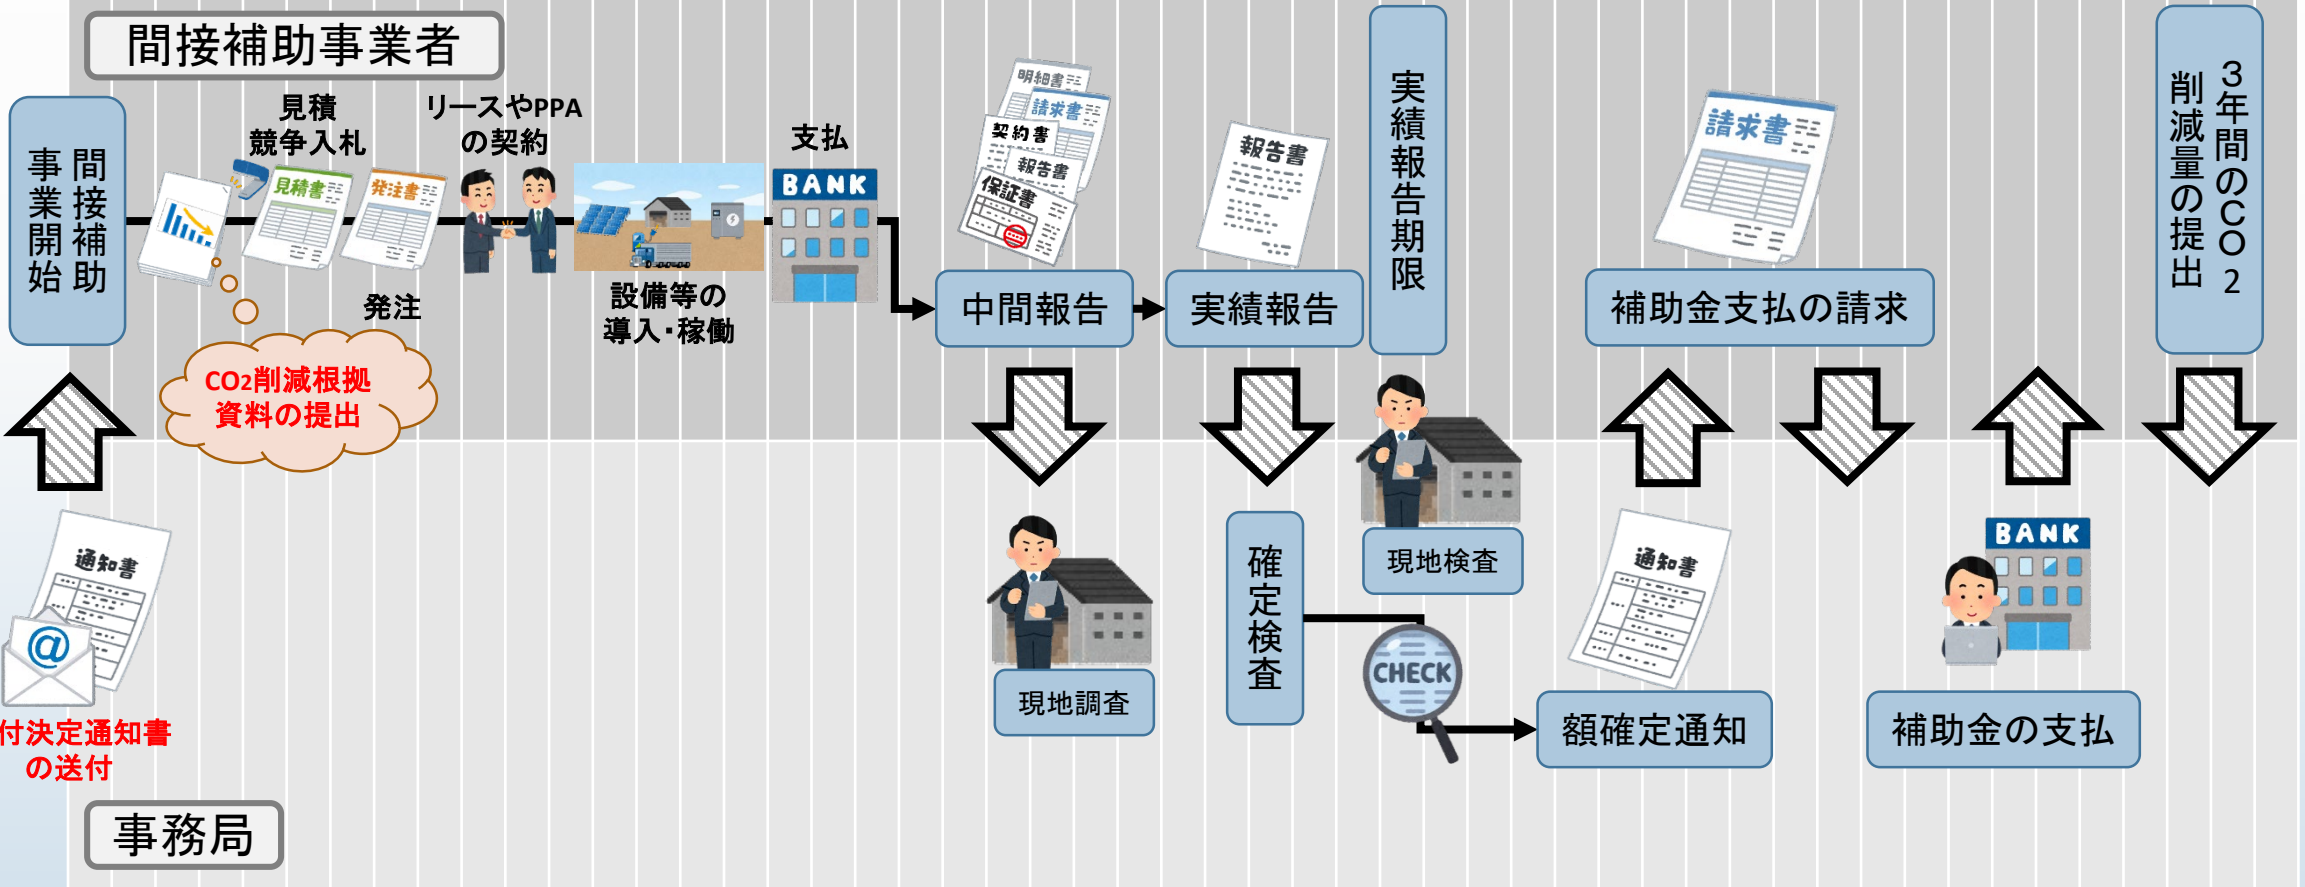 間接補助事業者
間接補助
事業開始
見積
競争入札
見積書
発注書
発注
CO2削減根拠
資料の提出
リースやPPA
の契約
設備等の
導入・稼働
支払
BANK
明細書
請求書
契約書
報告書
保証書
中間報告
報告書
実績報告
実績報告期限
請求書
補助金支払の請求
３年間のCO2
削減量の提出
通知書
@
付決定通知書
の送付
現地調査
確定検査
現地検査
CHECK
通知書
額確定通知
BANK
補助金の支払
事務局